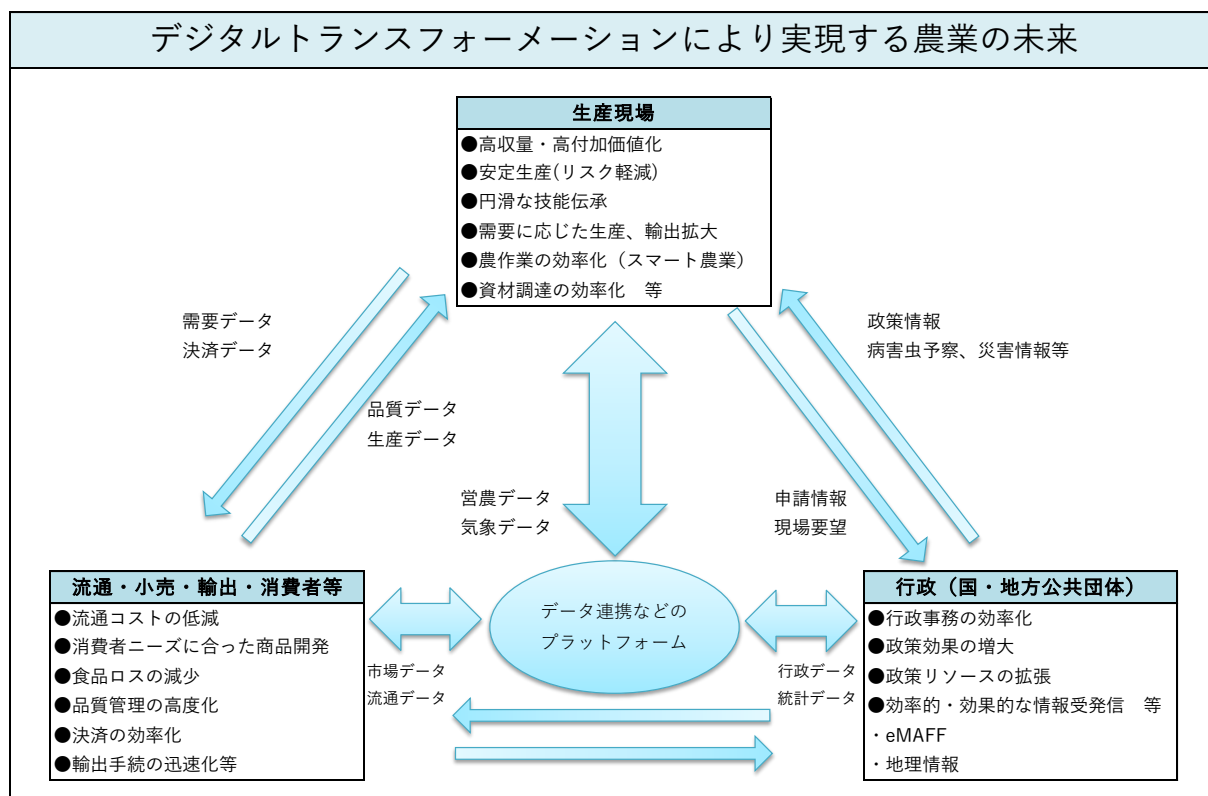 デジタルトランスフォーメーションにより実現する農業の未来
生産現場
●高収量・高付加価値化
●安定生産(リスク軽減)
●円滑な技能伝承
●需要に応じた生産、輸出拡大
●農作業の効率化（スマート農業）
●資材調達の効率化　等
需要データ
決済データ
政策情報
病害虫予察、災害情報等
品質データ
生産データ
営農データ
気象データ
申請情報
現場要望
流通・小売・輸出・消費者等
●流通コストの低減
●消費者ニーズに合った商品開発
●食品ロスの減少
●品質管理の高度化
●決済の効率化
●輸出手続の迅速化等
データ連携などの
プラットフォーム
市場データ
流通データ
行政データ
統計データ
行政（国・地方公共団体）
●行政事務の効率化
●政策効果の増大
●政策リソースの拡張
●効率的・効果的な情報受発信　等
・eMAFF
・地理情報